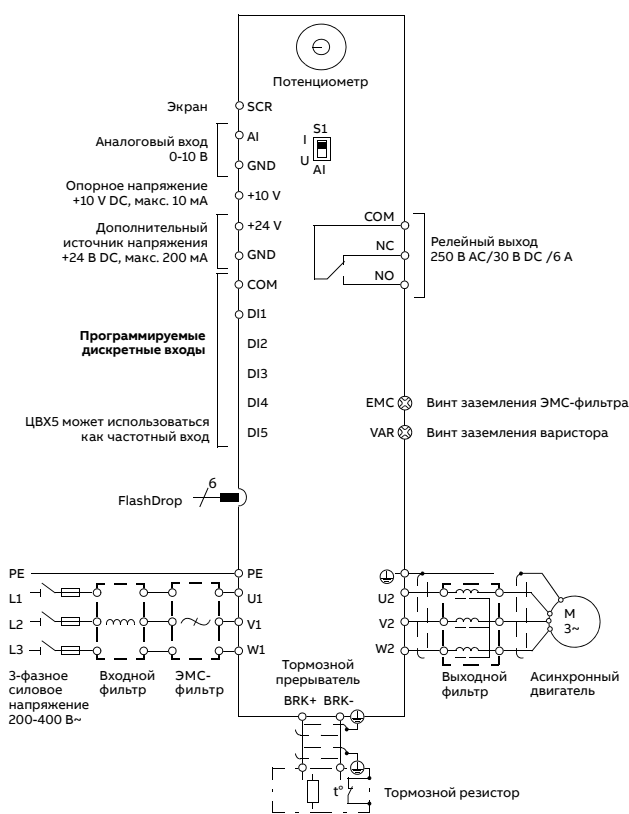 Потенциометр
Экран
SCR
Аналоговый вход
0-10 В
AI
GND
S1
I
U
AI
Опорное напряжение
+10 V DC, макс. 10 мА
+10 V
Дополнительный
источник напряжения
+24 В DC, макс. 200 мА
+24 V
GND
COM
NC
NO
Релейный выход
250 В AC/30 В DC /6 А
COM
DI1
Программируемые
дискретные входы
DI2
DI3
DI4
DI5
ЦВХ5 может использоваться
как частотный вход
EMC
Винт заземления ЭМС-фильтра
VAR
Винт заземления варистора
FlashDrop
6
PE
L1
L2
L3
PE
U1
V1
W1
U2
V2
W2
M
3~
3-фазное
силовое
напряжение
200-400 В~
Входной
фильтр
ЭМС-
фильтр
Тормозной
прерыватель
BRK+ BRK-
Выходной
фильтр
Асинхронный
двигатель
t°
Тормозной резистор